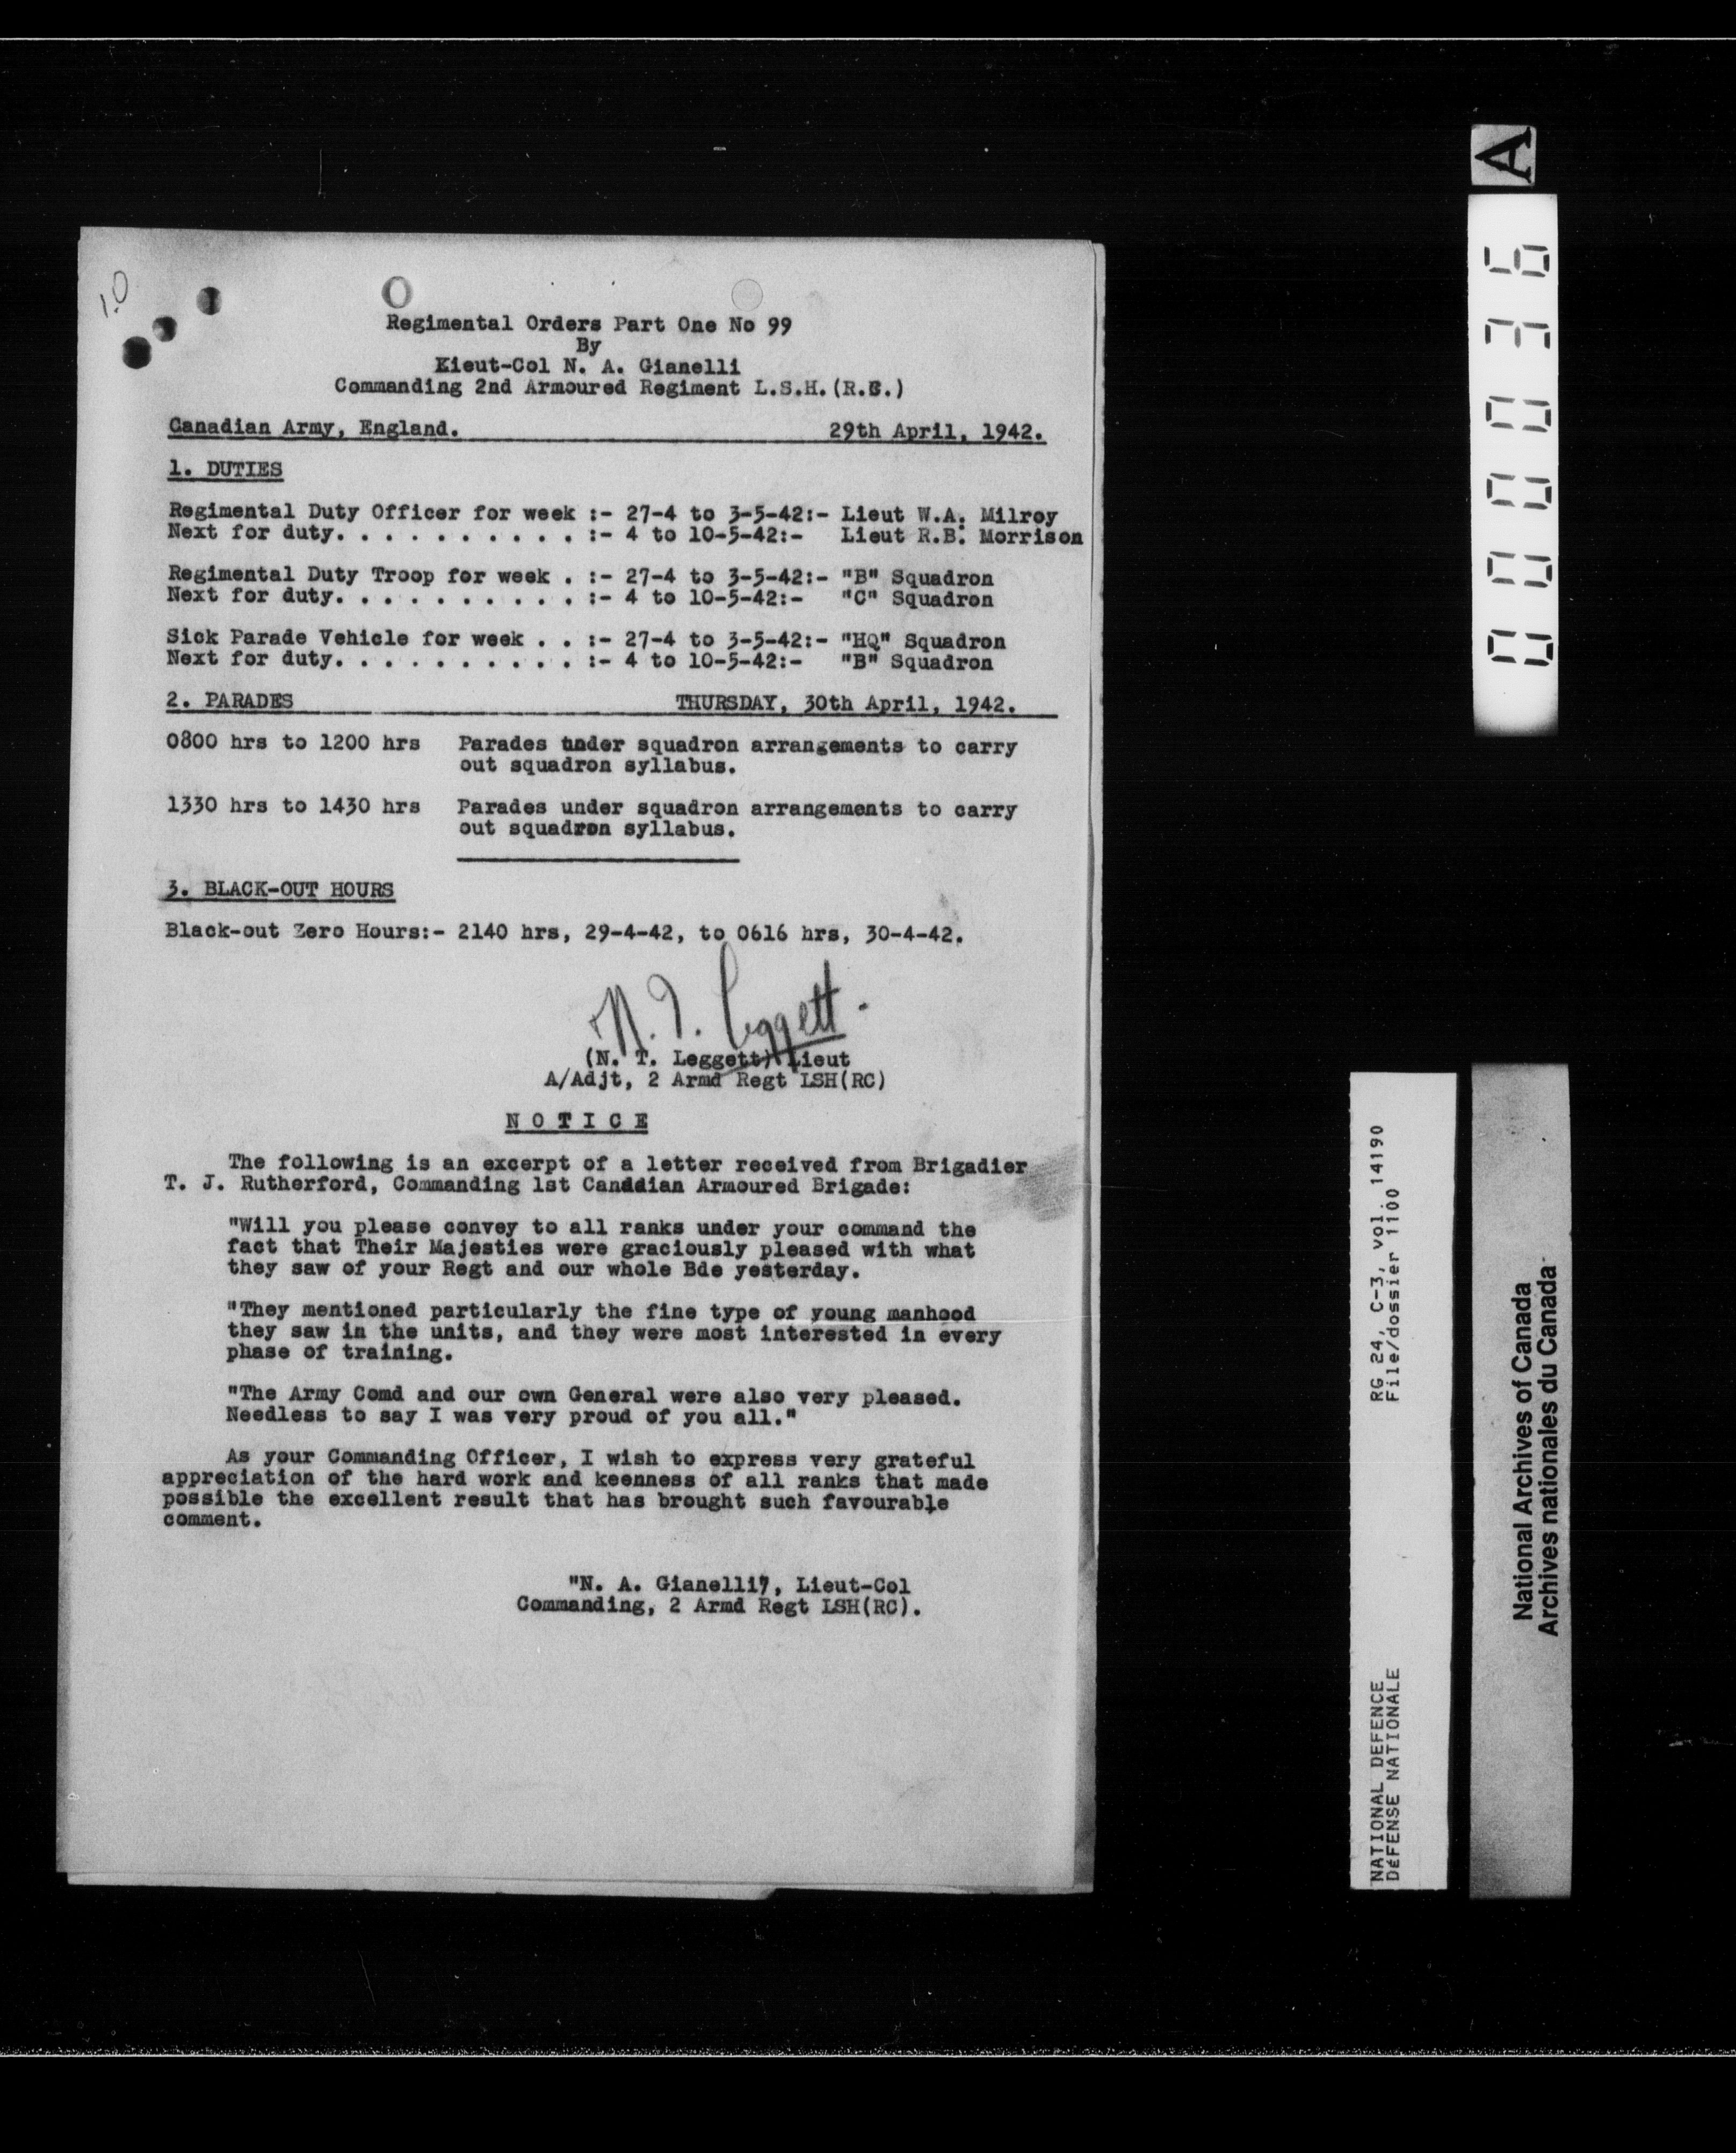 1.0
Regimental Orders Part One No 99
By
Lieut-Col N. A. Gianelli
Commanding 2nd Armoured Regiment L.S.H.(R.C.)
Canadian Army, England. 29th April, 1942.
1. DUTIES
Regimental Duty Officer for week :- 27-4 to 3-5-42:- Lieut W.A. Milroy
Next for duty. . . . . . . . . . . :- 4 to 10-5-42:- Lieut R.B. Morrison
Regimental Duty Troop for week . :- 27-4 to 3-5-42:- "B" Squadron
Next for duty. . . . . . . . . . . :- 4 to 10-5-42:- "C" Squadron
Sick Parade Vehicle for week . . :- 27-4 to 3-5-42:- "HQ" Squadron
Next for duty. . . . . . . . . . . :- 4 to 10-5-42:- "B" Squadron
2. PARADES THURSDAY, 30th April, 1942.
0800 hrs to 1200 hrs Parades under squadron arrangements to carry
out squadron syllabus.
1330 hrs to 1430 hrs Parades under squadron arrangements to carry
out squadron syllabus.
3. BLACK-OUT HOURS
Black-out Zero Hours:- 2140 hrs, 29-4-42, to 0616 hrs, 30-4-42.
N. T. Leggett.
(N. T. Leggett) Lieut
A/Adjt, 2 Armd Regt LSH(RC)
N O T I C E
The following is an excerpt of a letter received from Brigadier
T. J. Rutherford, Commanding 1st Canadian Armoured Brigade:
"Will you please convey to all ranks under your command the
fact that Their Majesties were graciously pleased with what
they saw of your Regt and our whole Bde yesterday.
"They mentioned particularly the fine type of young manhood
they saw in the units, and they were most interested in every
phase of training.
"The Army Comd and our own General were also very pleased.
Needless to say I was very proud of you all."
As your Commanding Officer, I wish to express very grateful
appreciation of the hard work and keenness of all ranks that made
possible the excellent result that has brought such favourable
comment.
"N. A. Gianelli", Lieut-Col
Commanding, 2 Armd Regt LSH(RC).
A
000036
RG 24, C-3, vol. 14190
File/dossier 1100
NATIONAL DEFENCE
DéFENSE NATIONALE
National Archives of Canada
Archives nationales du Canada